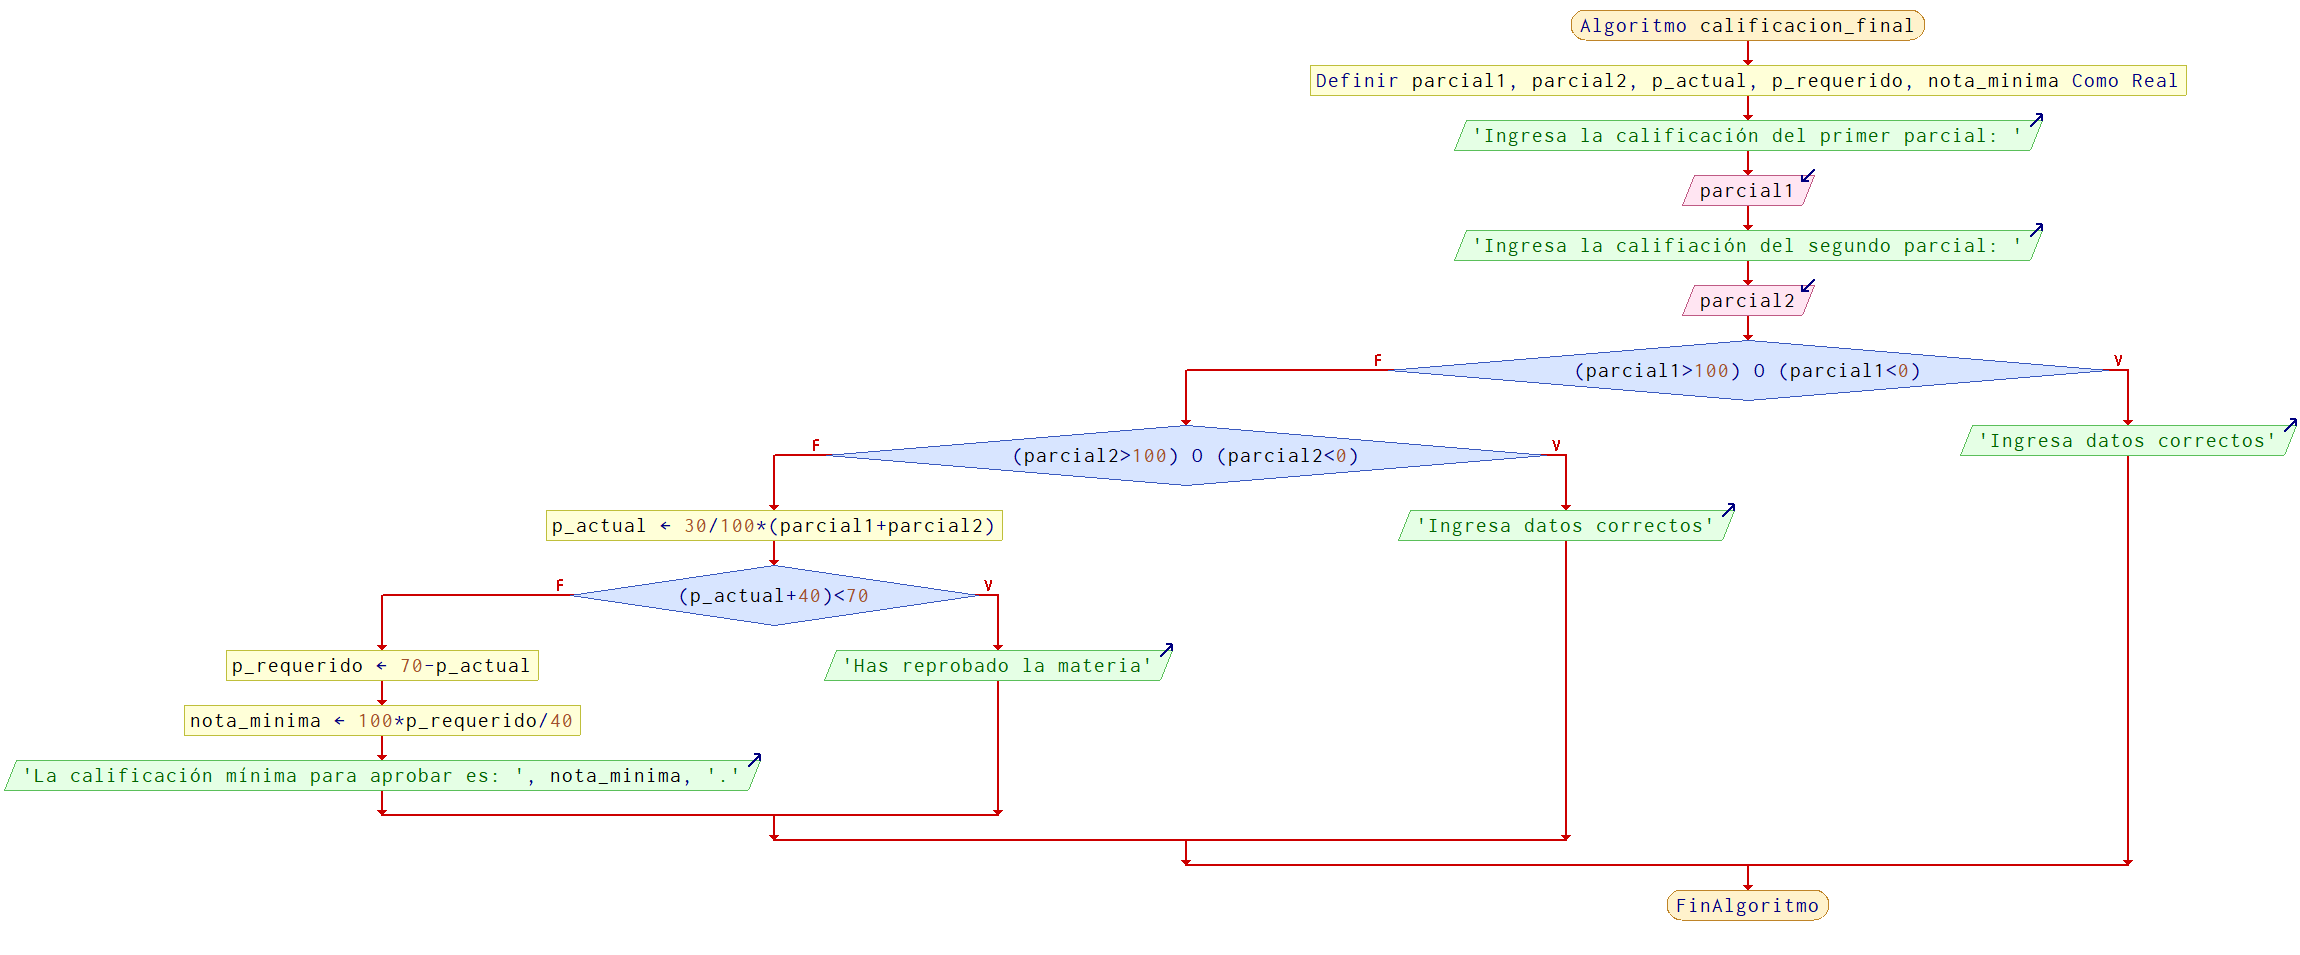 Algoritmo calificacion_final
Definir parcial1, parcial2, p_actual, p_requerido, nota_minima Como Real
'Ingresa la calificación del primer parcial: '
parcial1
'Ingresa la califiación del segundo parcial: '
parcial2
(parcial1>100) O (parcial1<0)
F
V
(parcial2>100) O (parcial2<0)
F
V
'Ingresa datos correctos'
p_actual ← 30/100*(parcial1+parcial2)
'Ingresa datos correctos'
(p_actual+40)<70
F
V
p_requerido ← 70-p_actual
'Has reprobado la materia'
nota_minima ← 100*p_requerido/40
'La calificación mínima para aprobar es: ', nota_minima, '.'
FinAlgoritmo